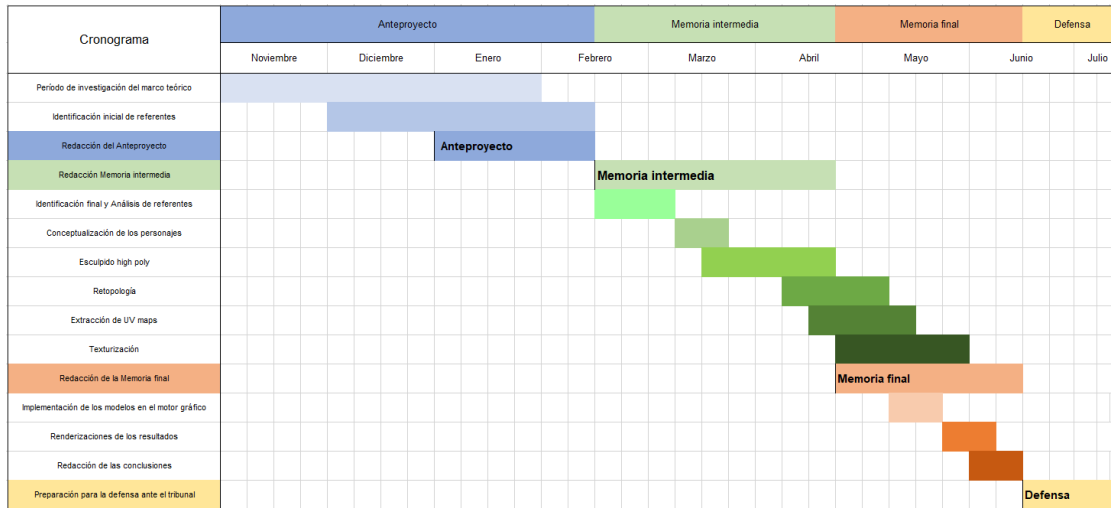 Cronograma
Anteproyecto
Memoria intermedia
Memoria final
Defensa
Noviembre
Diciembre
Enero
Febrero
Marzo
Abril
Mayo
Junio
Julio
Período de investigación del marco teórico
Identificación inicial de referentes
Redacción del Anteproyecto
Anteproyecto
Redacción Memoria intermedia
Memoria intermedia
Identificación final y Análisis de referentes
Conceptualización de los personajes
Esculpido high poly
Retopología
Extracción de UV maps
Texturización
Redacción de la Memoria final
Memoria final
Implementación de los modelos en el motor gráfico
Renderizaciones de los resultados
Redacción de las conclusiones
Preparación para la defensa ante el tribunal
Defensa